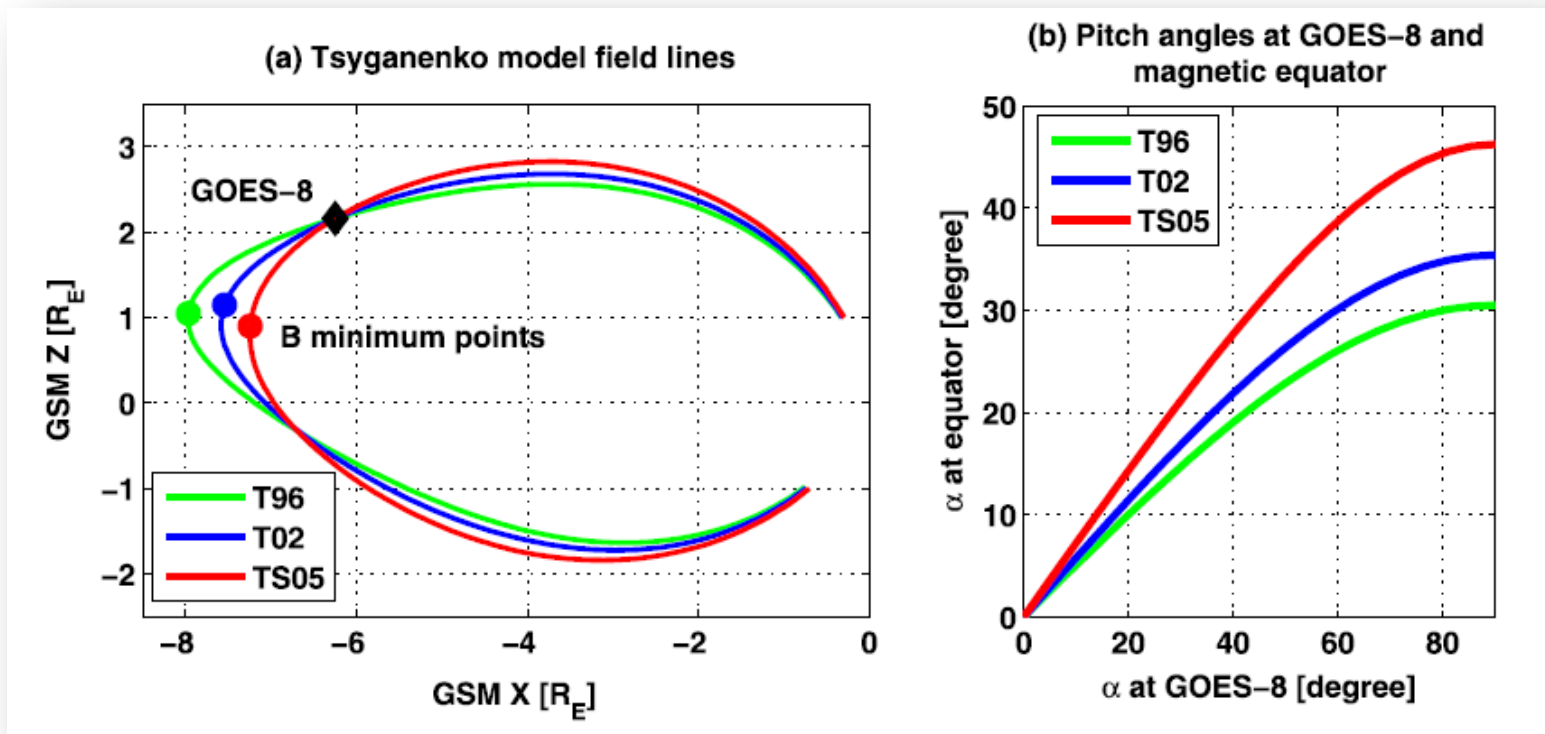 (a) Tsyganenko model field lines
GSM Z [R_E]
3
2
1
0
−1
−2
GOES−8
B minimum points
T96
T02
TS05
−8 −6 −4 −2 0
GSM X [R_E]
(b) Pitch angles at GOES−8 and
magnetic equator
α at equator [degree]
50
40
30
20
10
0
T96
T02
TS05
0 20 40 60 80
α at GOES−8 [degree]